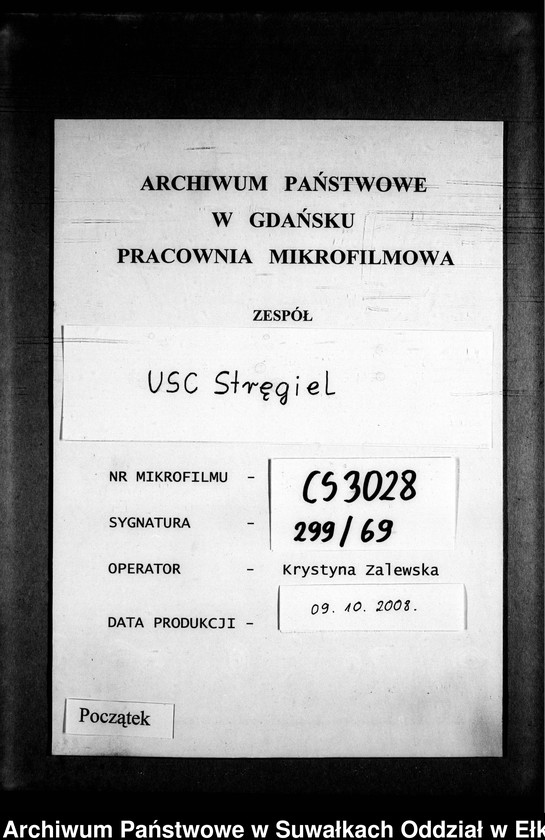 ARCHIWUM PAŃSTWOWE
W GDAŃSKU
PRACOWNIA MIKROFILMOWA
ZESPÓŁ
USC Stręgiel
NR MIKROFILMU - CS3028
SYGNATURA - 299/69
OPERATOR - Krystyna Zalewska
DATA PRODUKCJI - 09.10.2008.
Początek
Archiwum Państwowe w Suwałkach Oddział w Ełk